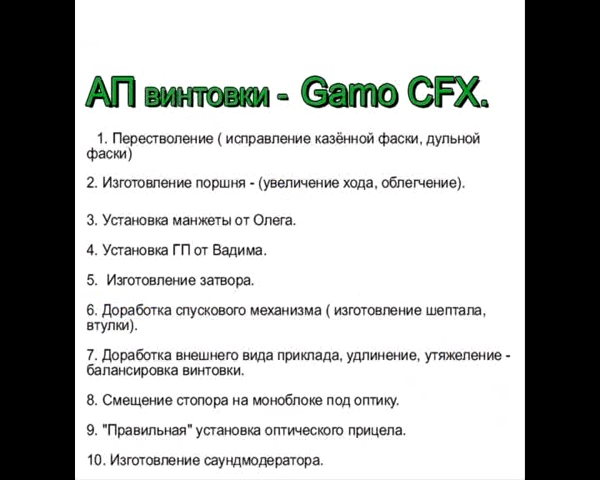 АП винтовки - Gamo CFX.
1. Перестволение ( исправление казённой фаски, дульной
фаски)
2. Изготовление поршня - (увеличение хода, облегчение).
3. Установка манжеты от Олега.
4. Установка ГП от Вадима.
5. Изготовление затвора.
6. Доработка спускового механизма ( изготовление шептала,
втулки).
7. Доработка внешнего вида приклада, удлинение, утяжеление -
балансировка винтовки.
8. Смещение стопора на моноблоке под оптику.
9. "Правильная" установка оптического прицела.
10. Изготовление саундмодератора.